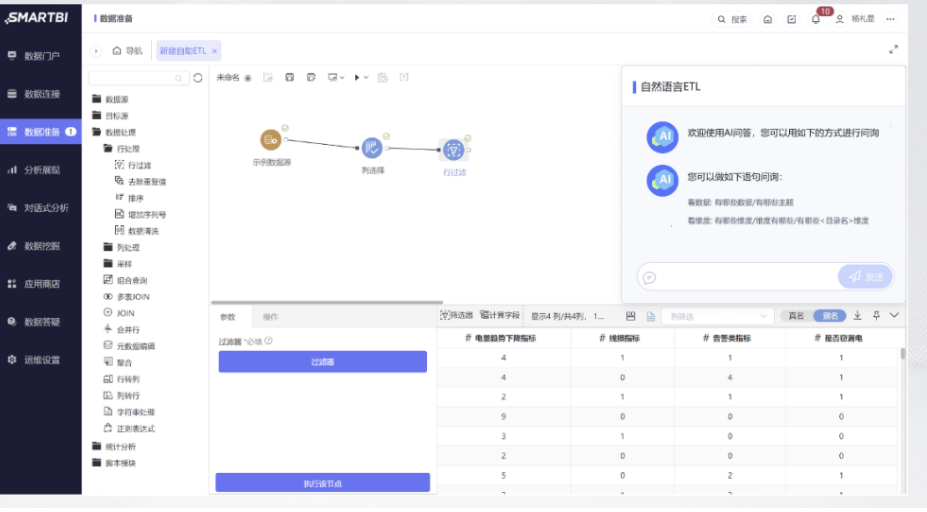 SMARTBI
数据准备
10
搜索
杨礼显
数据门户
数据连接
数据准备 1
分析展现
对话式分析
数据挖掘
应用商店
数据答疑
运维设置
导航
新建自助ETL ×
未命名
数据源
目标源
数据处理
行处理
行过滤
去除重复值
排序
增加序列号
数据清洗
列处理
采样
组合查询
多表JOIN
JOIN
合并行
元数据编辑
聚合
行转列
列转行
字符串处理
正则表达式
统计分析
脚本模块
示例数据源
列选择
行过滤
自然语言ETL
AI 欢迎使用AI问答，您可以用如下的方式进行问询
AI 您可以做如下语句问询:
看数据: 有哪些数据/有哪些主题
看维度: 有哪些维度/维度有哪些/有哪些<目录名>维度
发送
参数 操作
过滤器 *必填
过滤器
执行该节点
筛选器 计算字段 显示4 列/共4列, 1... 列筛选 真名 别名
# 电量趋势下降指标 # 线损指标 # 告警类指标 # 是否窃漏电
4 1 1 1
4 0 4 1
2 1 1 1
9 0 0 0
3 1 0 0
2 0 0 0
5 0 2 1